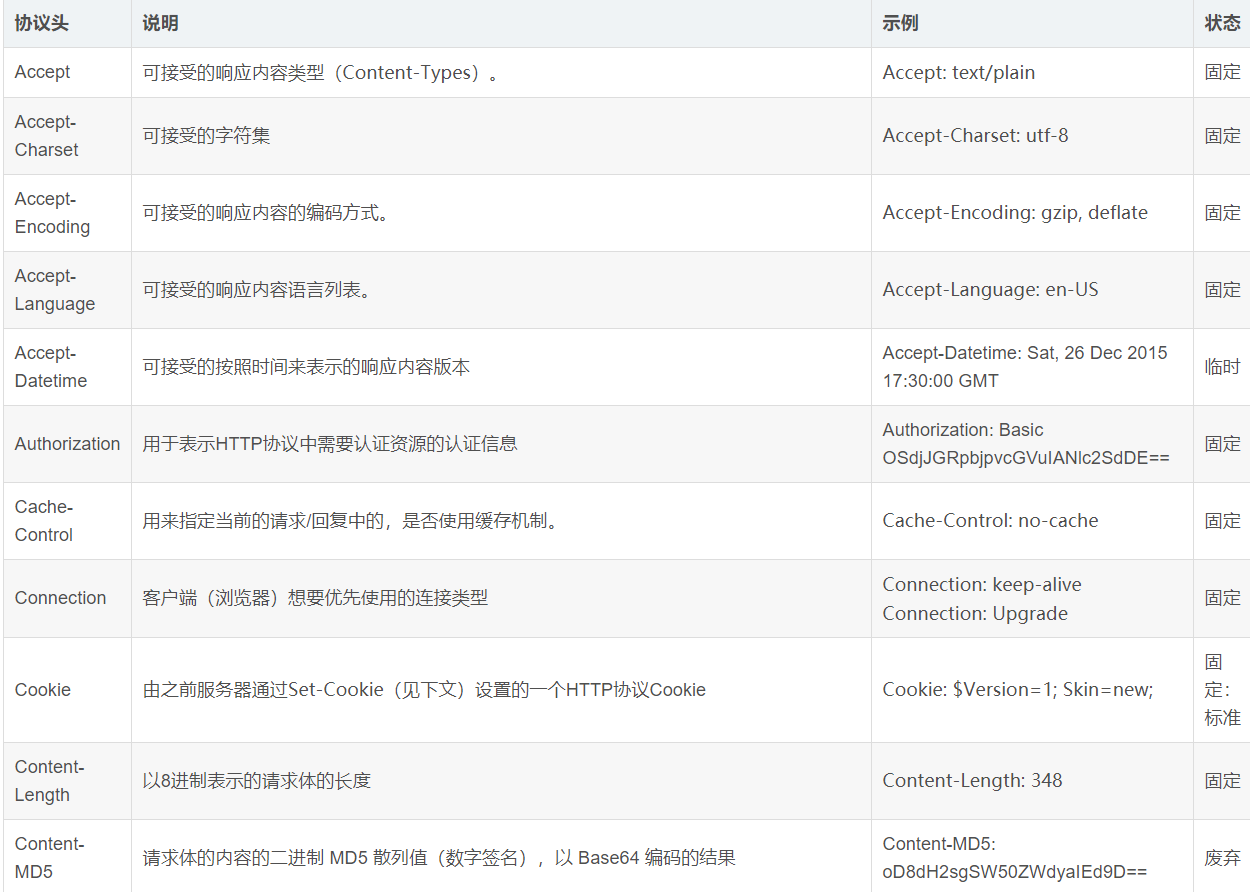 协议头 说明 示例 状态
Accept 可接受的响应内容类型（Content-Types）。 Accept: text/plain 固定
Accept-
Charset 可接受的字符集 Accept-Charset: utf-8 固定
Accept-
Encoding 可接受的响应内容的编码方式。 Accept-Encoding: gzip, deflate 固定
Accept-
Language 可接受的响应内容语言列表。 Accept-Language: en-US 固定
Accept-
Datetime 可接受的按照时间来表示的响应内容版本 Accept-Datetime: Sat, 26 Dec 2015
17:30:00 GMT 临时
Authorization 用于表示HTTP协议中需要认证资源的认证信息 Authorization: Basic
OSdjJGRpbjpvcGVuIANlc2SdDE== 固定
Cache-
Control 用来指定当前的请求/回复中的，是否使用缓存机制。 Cache-Control: no-cache 固定
Connection 客户端（浏览器）想要优先使用的连接类型 Connection: keep-alive
Connection: Upgrade 固定
Cookie 由之前服务器通过Set-Cookie（见下文）设置的一个HTTP协议Cookie Cookie: $Version=1; Skin=new; 固
定：
标准
Content-
Length 以8进制表示的请求体的长度 Content-Length: 348 固定
Content-
MD5 请求体的内容的二进制 MD5 散列值（数字签名），以 Base64 编码的结果 Content-MD5:
oD8dH2sgSW50ZWdyaIEd9D== 废弃